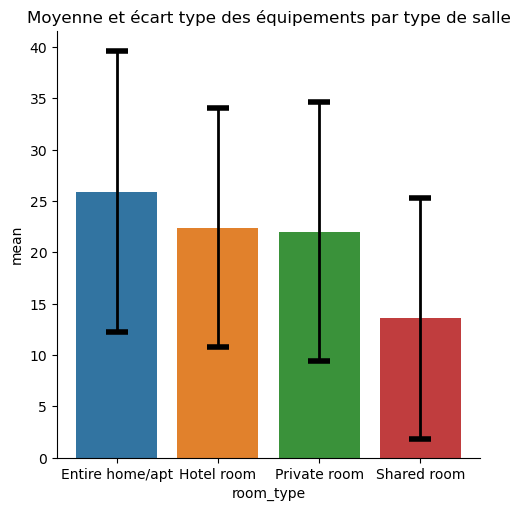 Moyenne et écart type des équipements par type de salle
40
35
30
25
20
15
10
5
0
mean
Entire home/apt Hotel room Private room Shared room
room_type